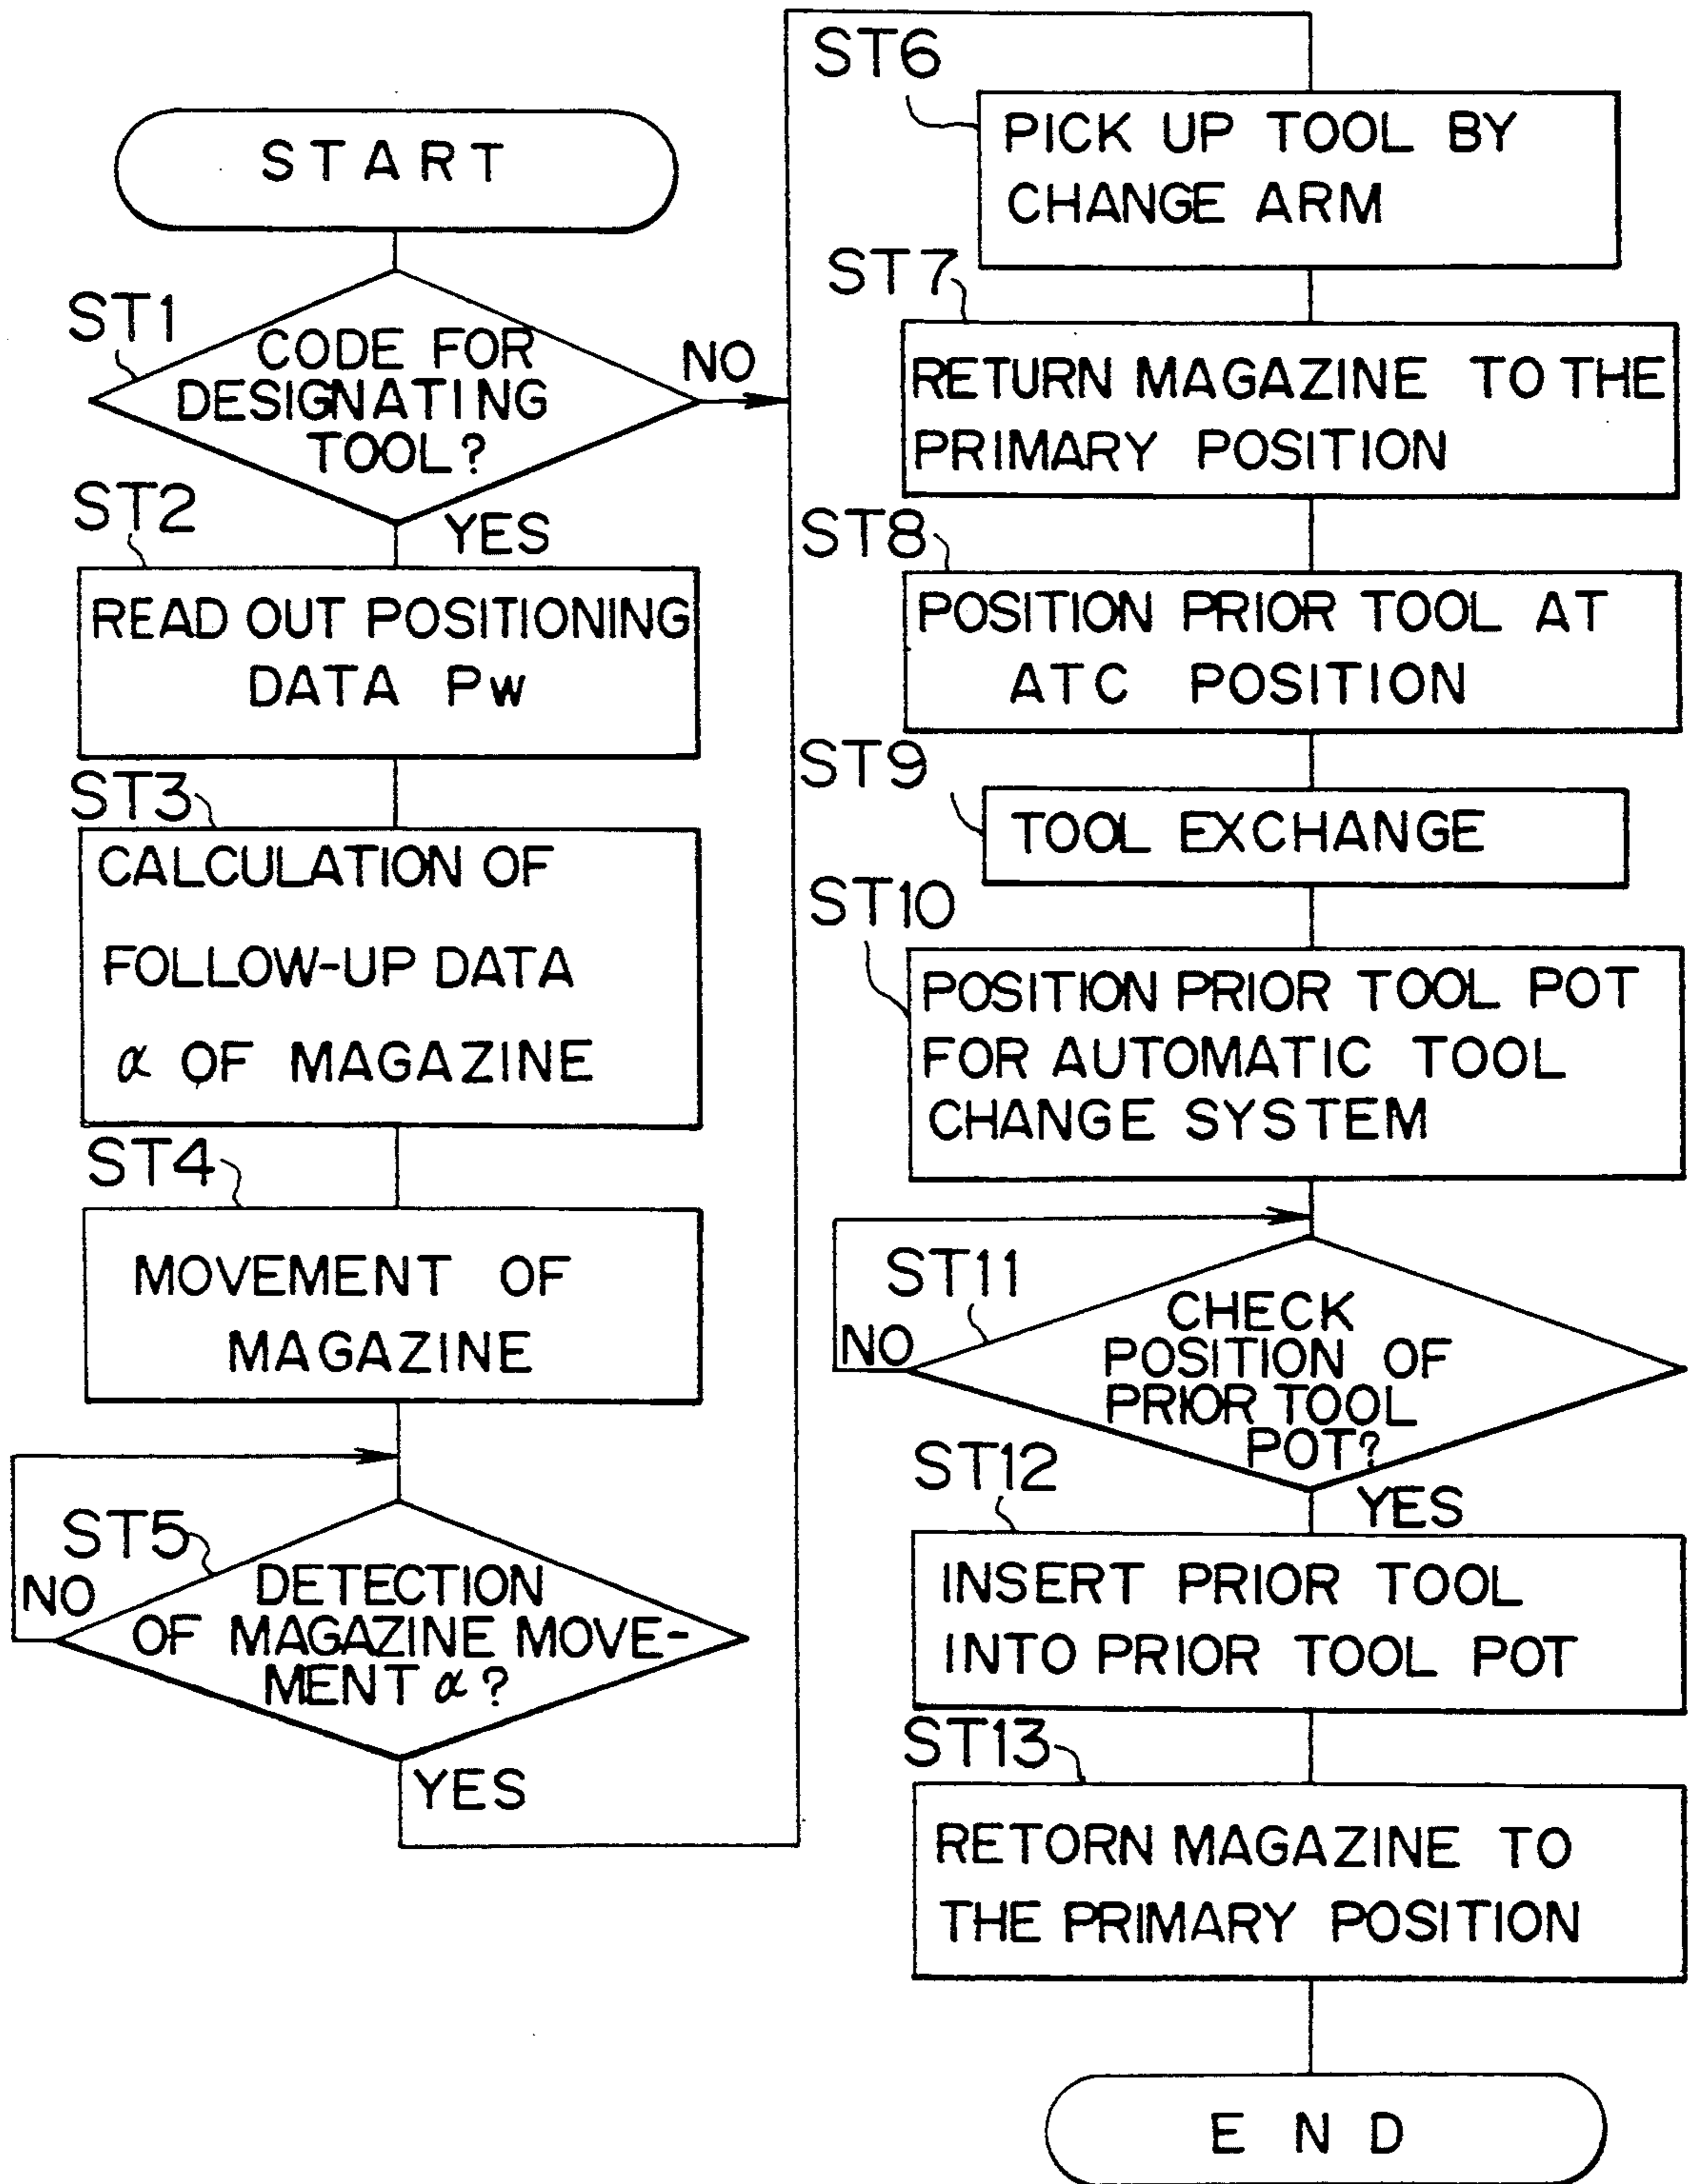 START
ST1
CODE FOR
DESIGNATING
TOOL?
NO
YES
ST2
READ OUT POSITIONING
DATA Pw
ST3
CALCULATION OF
FOLLOW-UP DATA
α OF MAGAZINE
ST4
MOVEMENT OF
MAGAZINE
ST5
NO
DETECTION
OF MAGAZINE MOVE-
MENT α?
YES
ST6
PICK UP TOOL BY
CHANGE ARM
ST7
RETURN MAGAZINE TO THE
PRIMARY POSITION
ST8
POSITION PRIOR TOOL AT
ATC POSITION
ST9
TOOL EXCHANGE
ST10
POSITION PRIOR TOOL POT
FOR AUTOMATIC TOOL
CHANGE SYSTEM
ST11
NO
CHECK
POSITION OF
PRIOR TOOL
POT?
YES
ST12
INSERT PRIOR TOOL
INTO PRIOR TOOL POT
ST13
RETORN MAGAZINE TO
THE PRIMARY POSITION
END